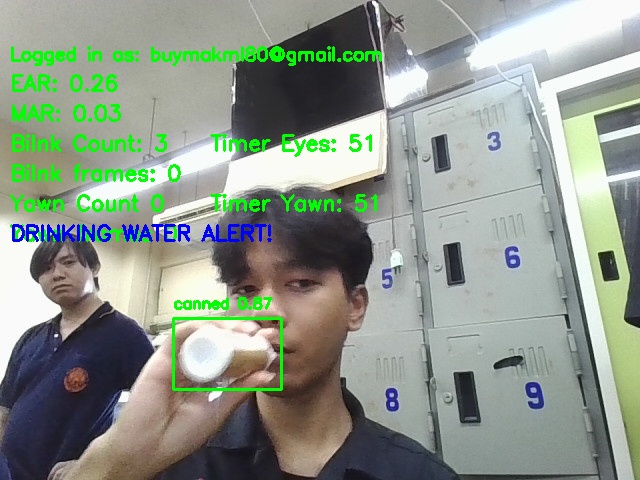 Logged in as: buymakml80@gmail.com
EAR: 0.26
MAR: 0.03
Blink Count: 3 Timer Eyes: 51
Blink frames: 0
Yawn Count 0 Timer Yawn: 51
DRINKING WATER ALERT!
canned 0.87
3
5
6
8
9